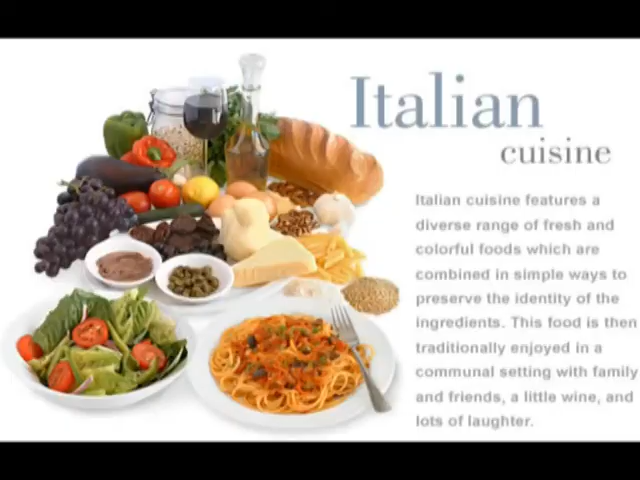 Italian
cuisine
Italian cuisine features a
diverse range of fresh and
colorful foods which are
combined in simple ways to
preserve the identity of the
ingredients. This food is then
traditionally enjoyed in a
communal setting with family
and friends, a little wine, and
lots of laughter.